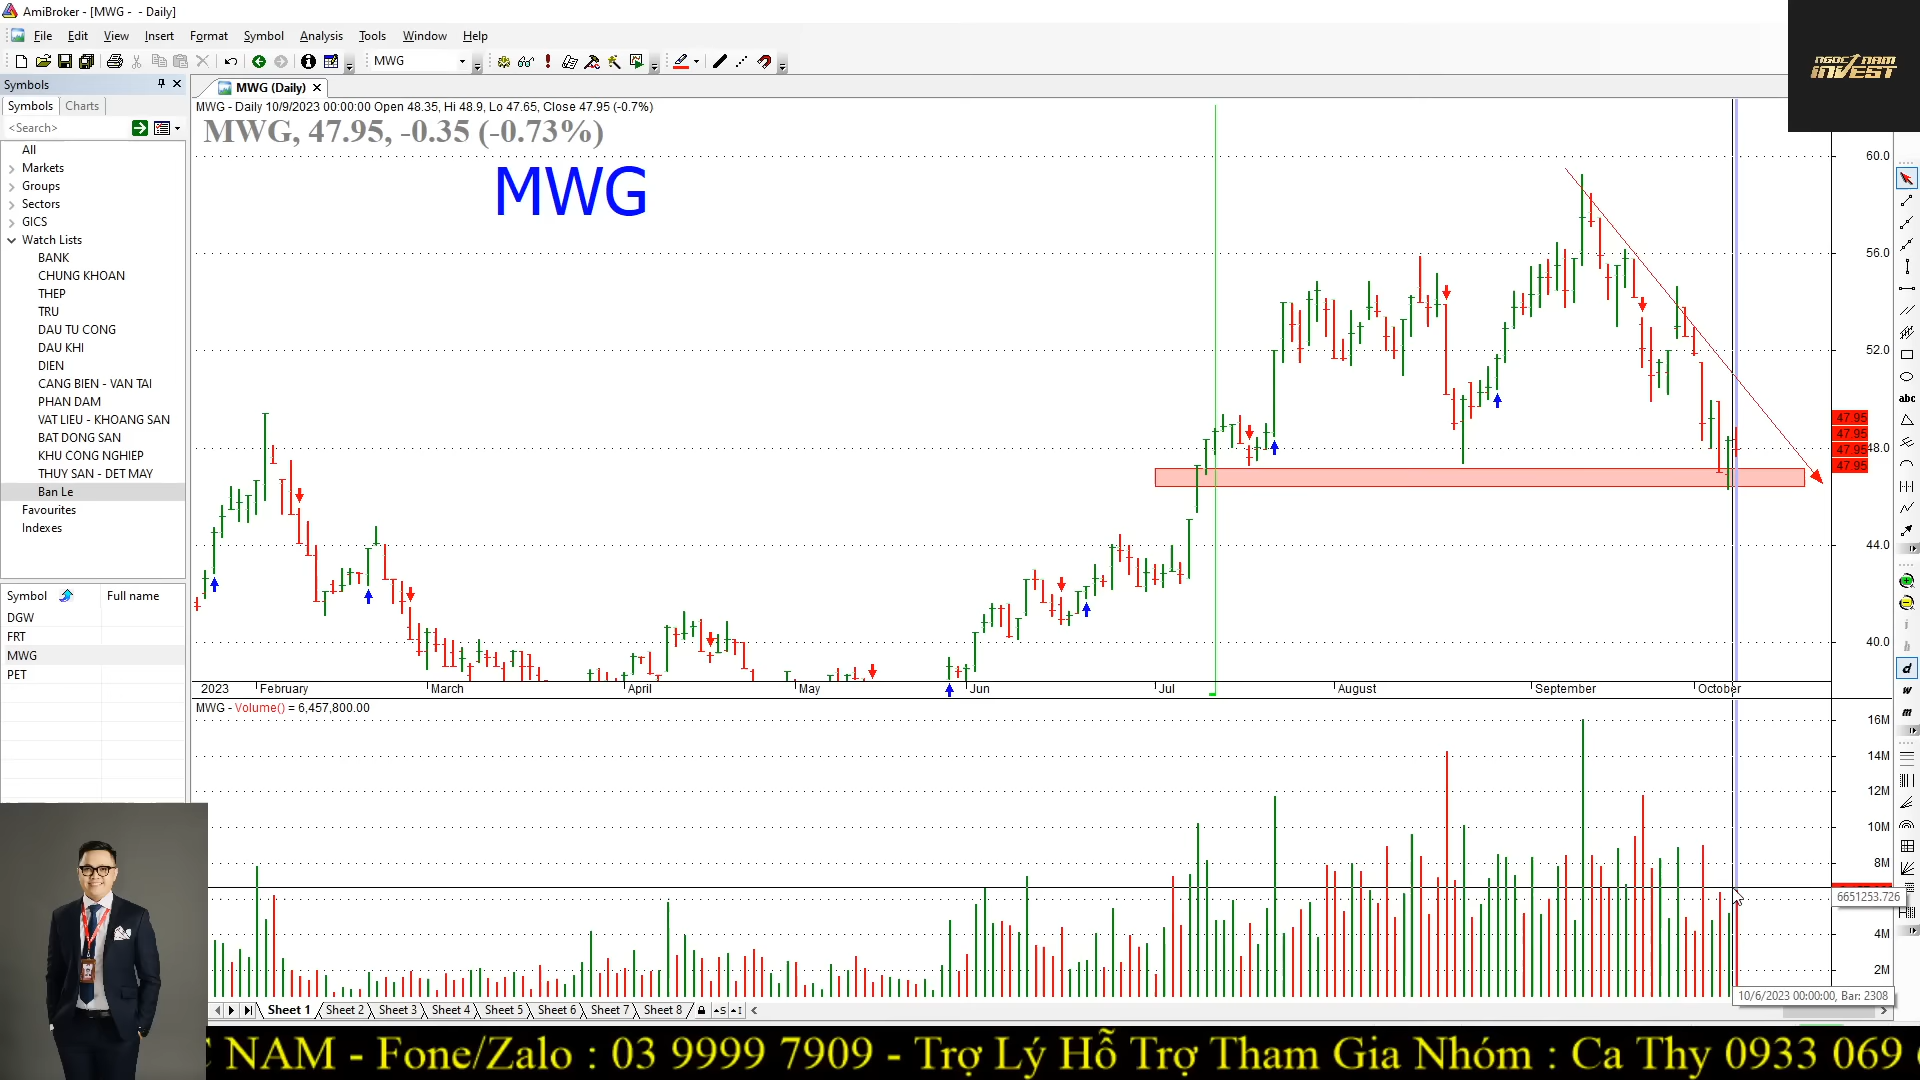 AmiBroker - [MWG - - Daily]
File Edit View Insert Format Symbol Analysis Tools Window Help
MWG
NGOC NAM
INVEST
Symbols
Symbols Charts
<Search>
All
Markets
Groups
Sectors
GICS
Watch Lists
BANK
CHUNG KHOAN
THEP
TRU
DAU TU CONG
DAU KHI
DIEN
CANG BIEN - VAN TAI
PHAN DAM
VAT LIEU - KHOANG SAN
BAT DONG SAN
KHU CONG NGHIEP
THUY SAN - DET MAY
Ban Le
Favourites
Indexes
Symbol Full name
DGW
FRT
MWG
PET
MWG (Daily)
MWG - Daily 10/9/2023 00:00:00 Open 48.35, Hi 48.9, Lo 47.65, Close 47.95 (-0.7%)
MWG, 47.95, -0.35 (-0.73%)
MWG
60.0
56.0
52.0
47.95
47.95
47.95 48.0
47.95
44.0
40.0
2023 February March April May Jun Jul August September October
MWG - Volume() = 6,457,800.00
16M
14M
12M
10M
8M
6651253.726
4M
2M
10/6/2023 00:00:00, Bar: 2308
abc
d
w
m
Sheet 1 Sheet 2 Sheet 3 Sheet 4 Sheet 5 Sheet 6 Sheet 7 Sheet 8
C NAM - Fone/Zalo : 03 9999 7909 - Trợ Lý Hỗ Trợ Tham Gia Nhóm : Ca Thy 0933 069